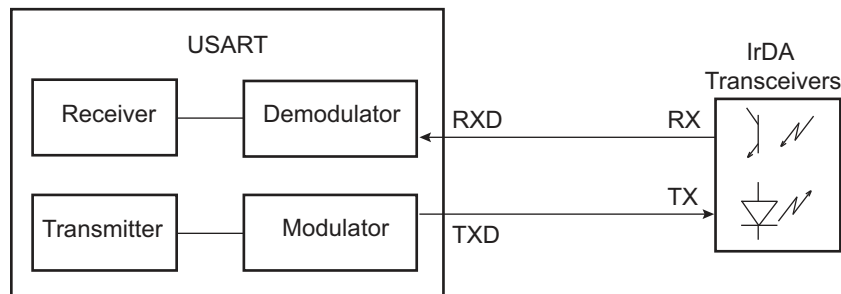 USART
IrDA
Transceivers
Receiver
Demodulator
RXD
RX
Transmitter
Modulator
TXD
TX